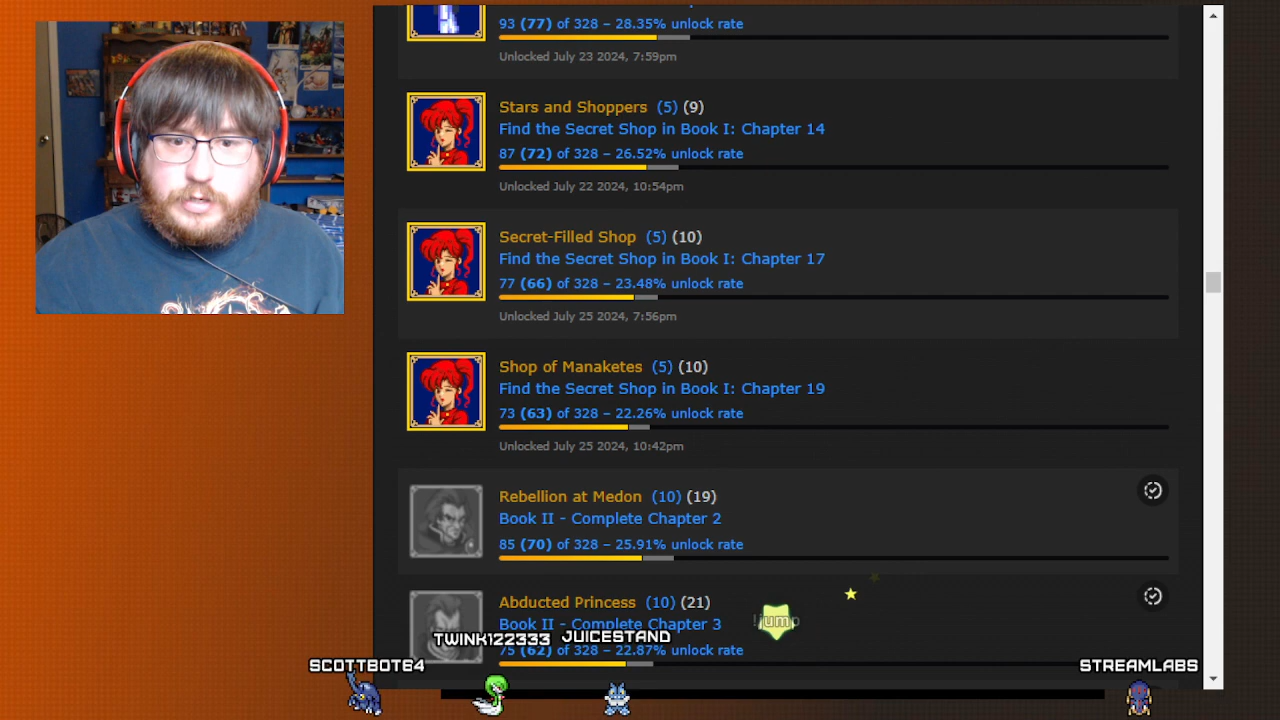 93 (77) of 328 – 28.35% unlock rate
Unlocked July 23 2024, 7:59pm
Stars and Shoppers (5) (9)
Find the Secret Shop in Book I: Chapter 14
87 (72) of 328 – 26.52% unlock rate
Unlocked July 22 2024, 10:54pm
Secret-Filled Shop (5) (10)
Find the Secret Shop in Book I: Chapter 17
77 (66) of 328 – 23.48% unlock rate
Unlocked July 25 2024, 7:56pm
Shop of Manaketes (5) (10)
Find the Secret Shop in Book I: Chapter 19
73 (63) of 328 – 22.26% unlock rate
Unlocked July 25 2024, 10:42pm
Rebellion at Medon (10) (19)
Book II - Complete Chapter 2
85 (70) of 328 – 25.91% unlock rate
Abducted Princess (10) (21)
Book II - Complete Chapter 3
!jump
TWINK122333
JUICESTAND
75 (62) of 328 – 22.87% unlock rate
SCOTTBOT64
STREAMLABS